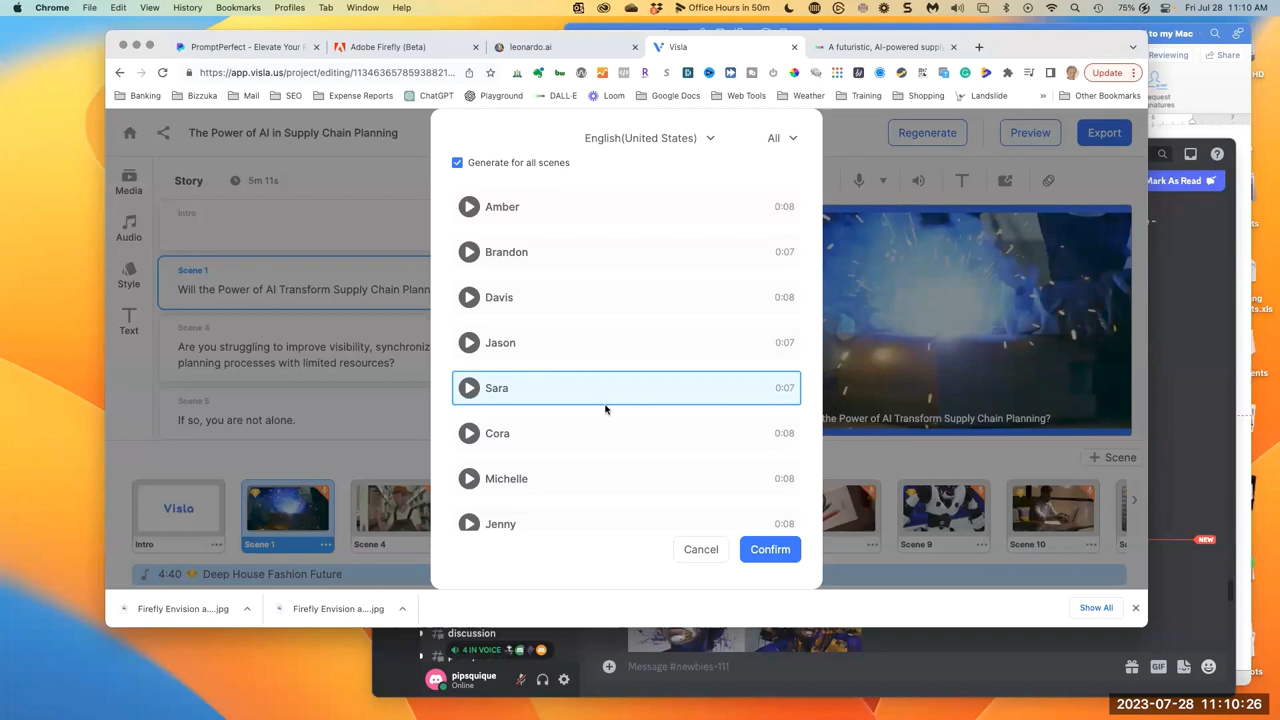 Chrome File Edit View History Bookmarks Profiles Tab Window Help
Office Hours in 50m
75%
Fri Jul 28 11:10 AM
PromptPerfect - Elevate Your F
Adobe Firefly (Beta)
leonardo.ai
Visla
A futuristic, AI-powered supply
to my Mac
https://app.visla.us/project/editing/11346365785938821...
Update
Reviewing
Share
Banking
Bizzuka
Mail
SEO
Expense Reports
ChatGPT
Playground
DALL-E
Loom
Google Docs
Web Tools
Weather
Training
Shopping
Landslide
Other Bookmarks
The Power of AI in Supply Chain Planning
English(United States)
All
Regenerate
Preview
Export
Generate for all scenes
Media
Audio
Style
Text
Story
5m 11s
Mark As Read
Intro
Scene 1
Will the Power of AI Transform Supply Chain Plann
Scene 4
Are you struggling to improve visibility, synchroniz
planning processes with limited resources?
Scene 5
If so, you are not alone.
Amber 0:08
Brandon 0:07
Davis 0:08
Jason 0:07
Sara 0:07
Cora 0:08
Michelle 0:08
Jenny 0:08
Cancel
Confirm
the Power of AI Transform Supply Chain Planning?
+ Scene
Visla
Intro
Scene 1
Scene 4
Scene 9
Scene 10
NEW
4:40 Deep House Fashion Future
Firefly Envision a....jpg
Firefly Envision a....jpg
Show All
discussion
4 IN VOICE
pipsquique
Online
Message #newbies-111
GIF
2023-07-28 11:10:26